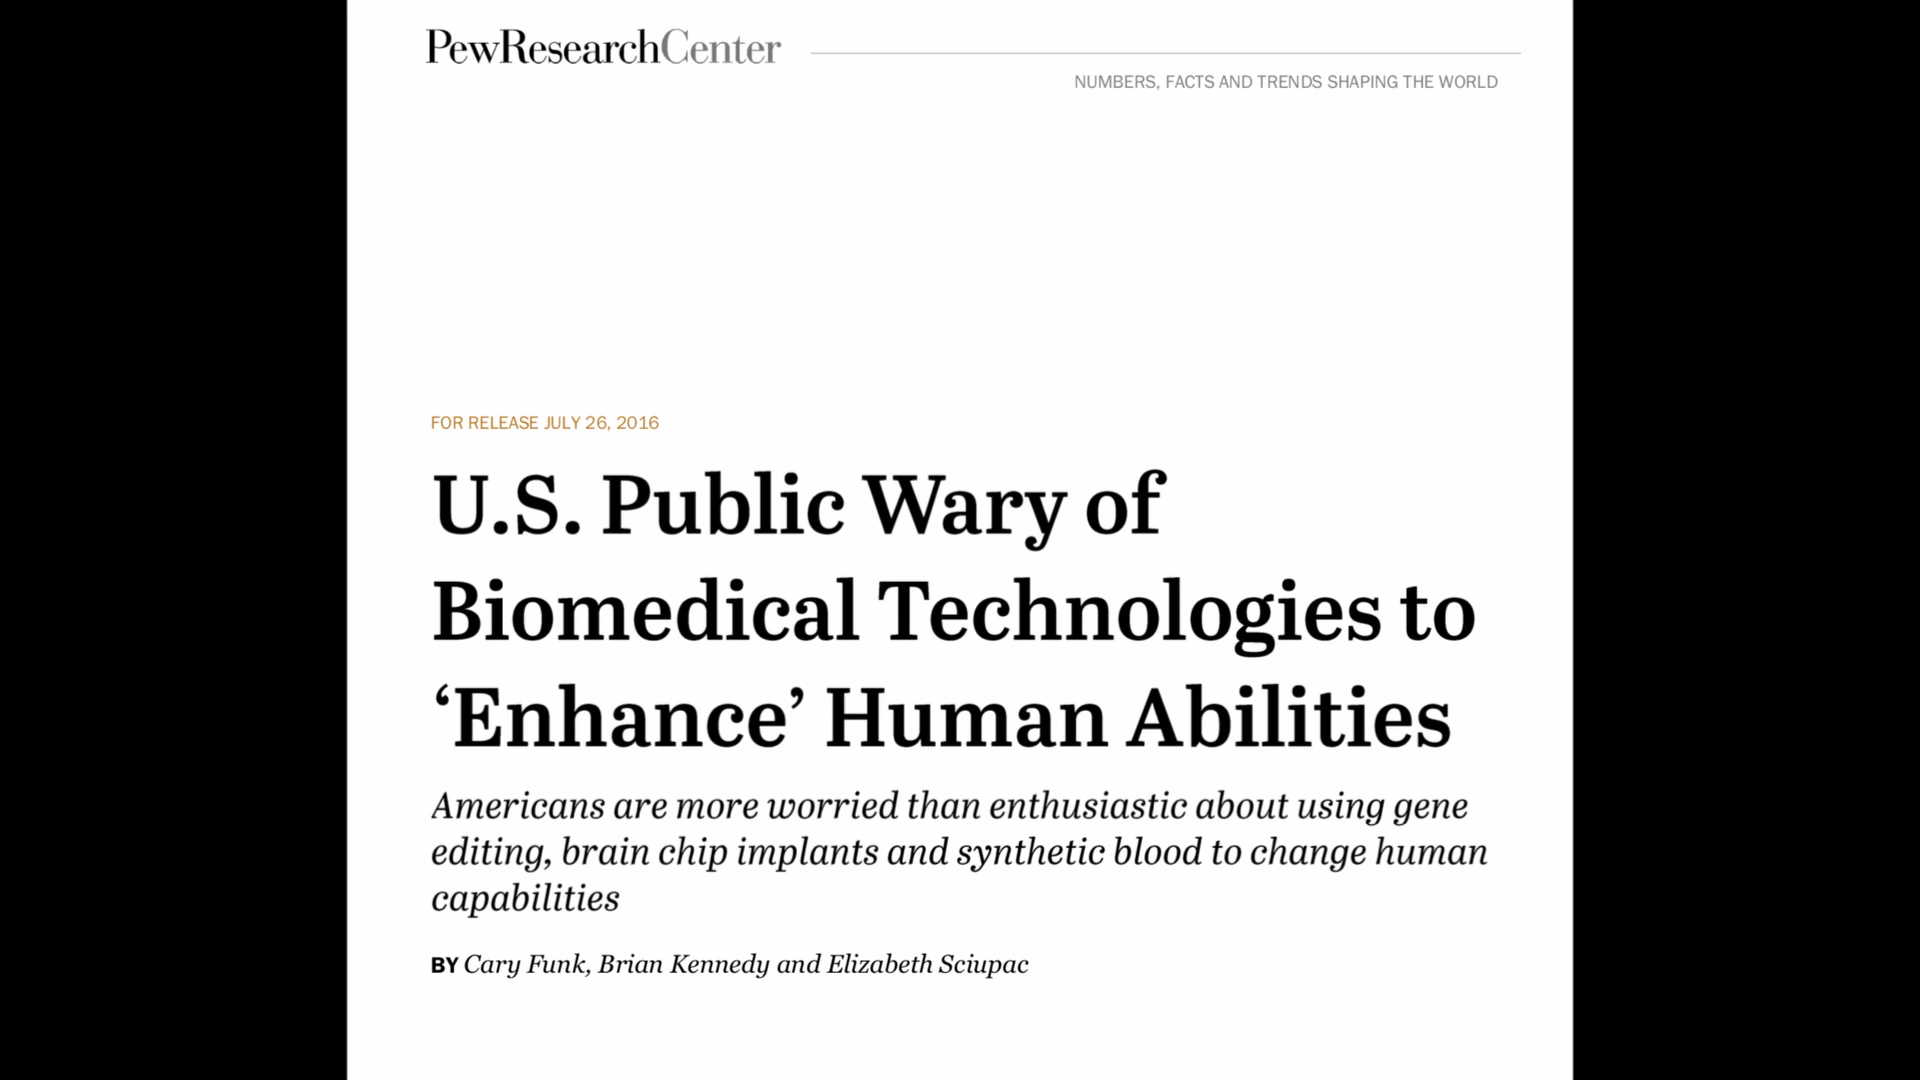 PewResearchCenter
NUMBERS, FACTS AND TRENDS SHAPING THE WORLD
FOR RELEASE JULY 26, 2016
U.S. Public Wary of
Biomedical Technologies to
‘Enhance’ Human Abilities
Americans are more worried than enthusiastic about using gene
editing, brain chip implants and synthetic blood to change human
capabilities
BY Cary Funk, Brian Kennedy and Elizabeth Sciupac